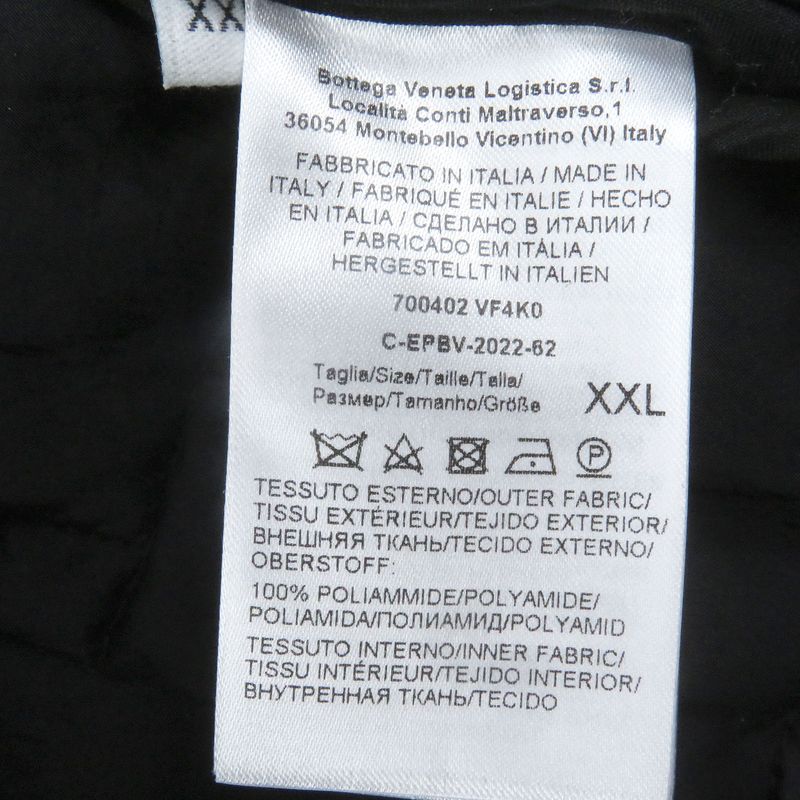 XX
Bottega Veneta Logistica S.r.l.
Località Conti Maltraverso,1
36054 Montebello Vicentino (VI) Italy
FABBRICATO IN ITALIA / MADE IN
ITALY / FABRIQUÉ EN ITALIE / HECHO
EN ITALIA / СДЕЛАНО В ИТАЛИИ /
FABRICADO EM ITÁLIA /
HERGESTELLT IN ITALIEN
700402 VF4K0
C-EPBV-2022-62
Taglia/Size/Taille/Talla/
Размер/Tamanho/Größe
XXL
P
TESSUTO ESTERNO/OUTER FABRIC/
TISSU EXTÉRIEUR/TEJIDO EXTERIOR/
ВНЕШНЯЯ ТКАНЬ/TECIDO EXTERNO/
OBERSTOFF:
100% POLIAMMIDE/POLYAMIDE/
POLIAMIDA/ПОЛИАМИД/POLYAMID
TESSUTO INTERNO/INNER FABRIC/
TISSU INTÉRIEUR/TEJIDO INTERIOR/
ВНУТРЕННАЯ ТКАНЬ/TECIDO